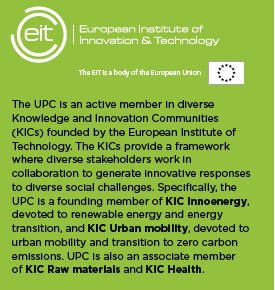 eit
European Institute of
Innovation & Technology
The EIT is a body of the European Union
The UPC is an active member in diverse
Knowledge and Innovation Communities
(KICs) founded by the European Institute of
Technology. The KICs provide a framework
where diverse stakeholders work in
collaboration to generate innovative responses
to diverse social challenges. Specifically, the
UPC is a founding member of KIC Innoenergy,
devoted to renewable energy and energy
transition, and KIC Urban mobility, devoted to
urban mobility and transition to zero carbon
emissions. UPC is also an associate member
of KIC Raw materials and KIC Health.